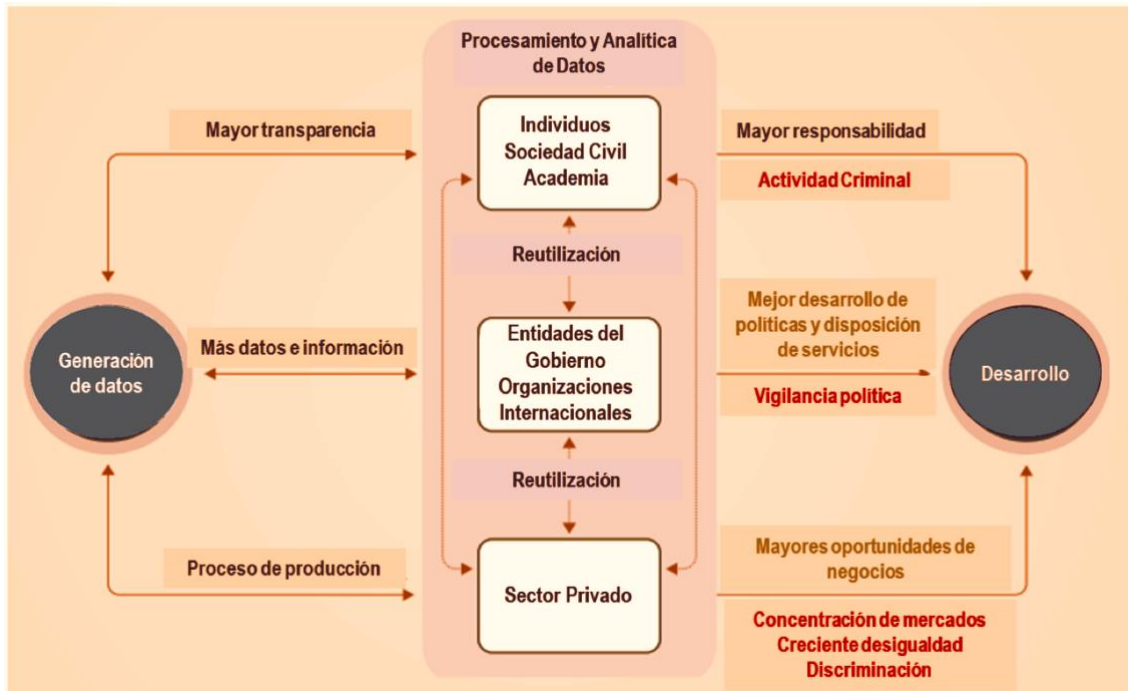 Procesamiento y Analítica
de Datos
Mayor transparencia
Individuos
Sociedad Civil
Academia
Mayor responsabilidad
Actividad Criminal
Reutilización
Generación
de datos
Más datos e información
Entidades del
Gobierno
Organizaciones
Internacionales
Mejor desarrollo de
políticas y disposición
de servicios
Vigilancia política
Desarrollo
Reutilización
Proceso de producción
Sector Privado
Mayores oportunidades de
negocios
Concentración de mercados
Creciente desigualdad
Discriminación